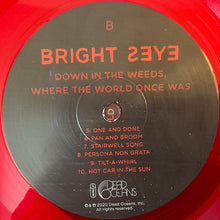 B
BRIGHT EYES
DOWN IN THE WEEDS,
WHERE THE WORLD ONCE WAS
5. ONE AND DONE
6. PAN AND BROOM
7. STAIRWELL SONG
8. PERSONA NON GRATA
9. TILT-A-WHIRL
10. HOT CAR IN THE SUN
DEAD
OCEANS
℗ & © 2020 Dead Oceans, Inc.
All rights reserved.